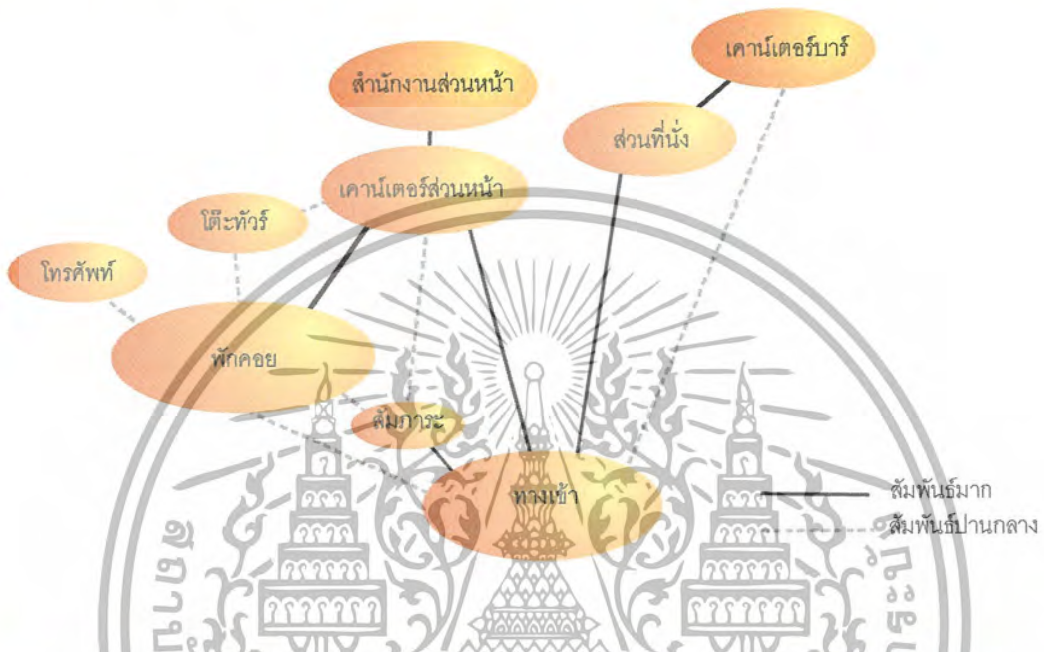 เคาน์เตอร์บาร์
สำนักงานส่วนหน้า
ส่วนที่นั่ง
เคาน์เตอร์ส่วนหน้า
โต๊ะทัวร์
โทรศัพท์
พักคอย
สัมภาระ
ทางเข้า
สัมพันธ์มาก
สัมพันธ์ปานกลาง